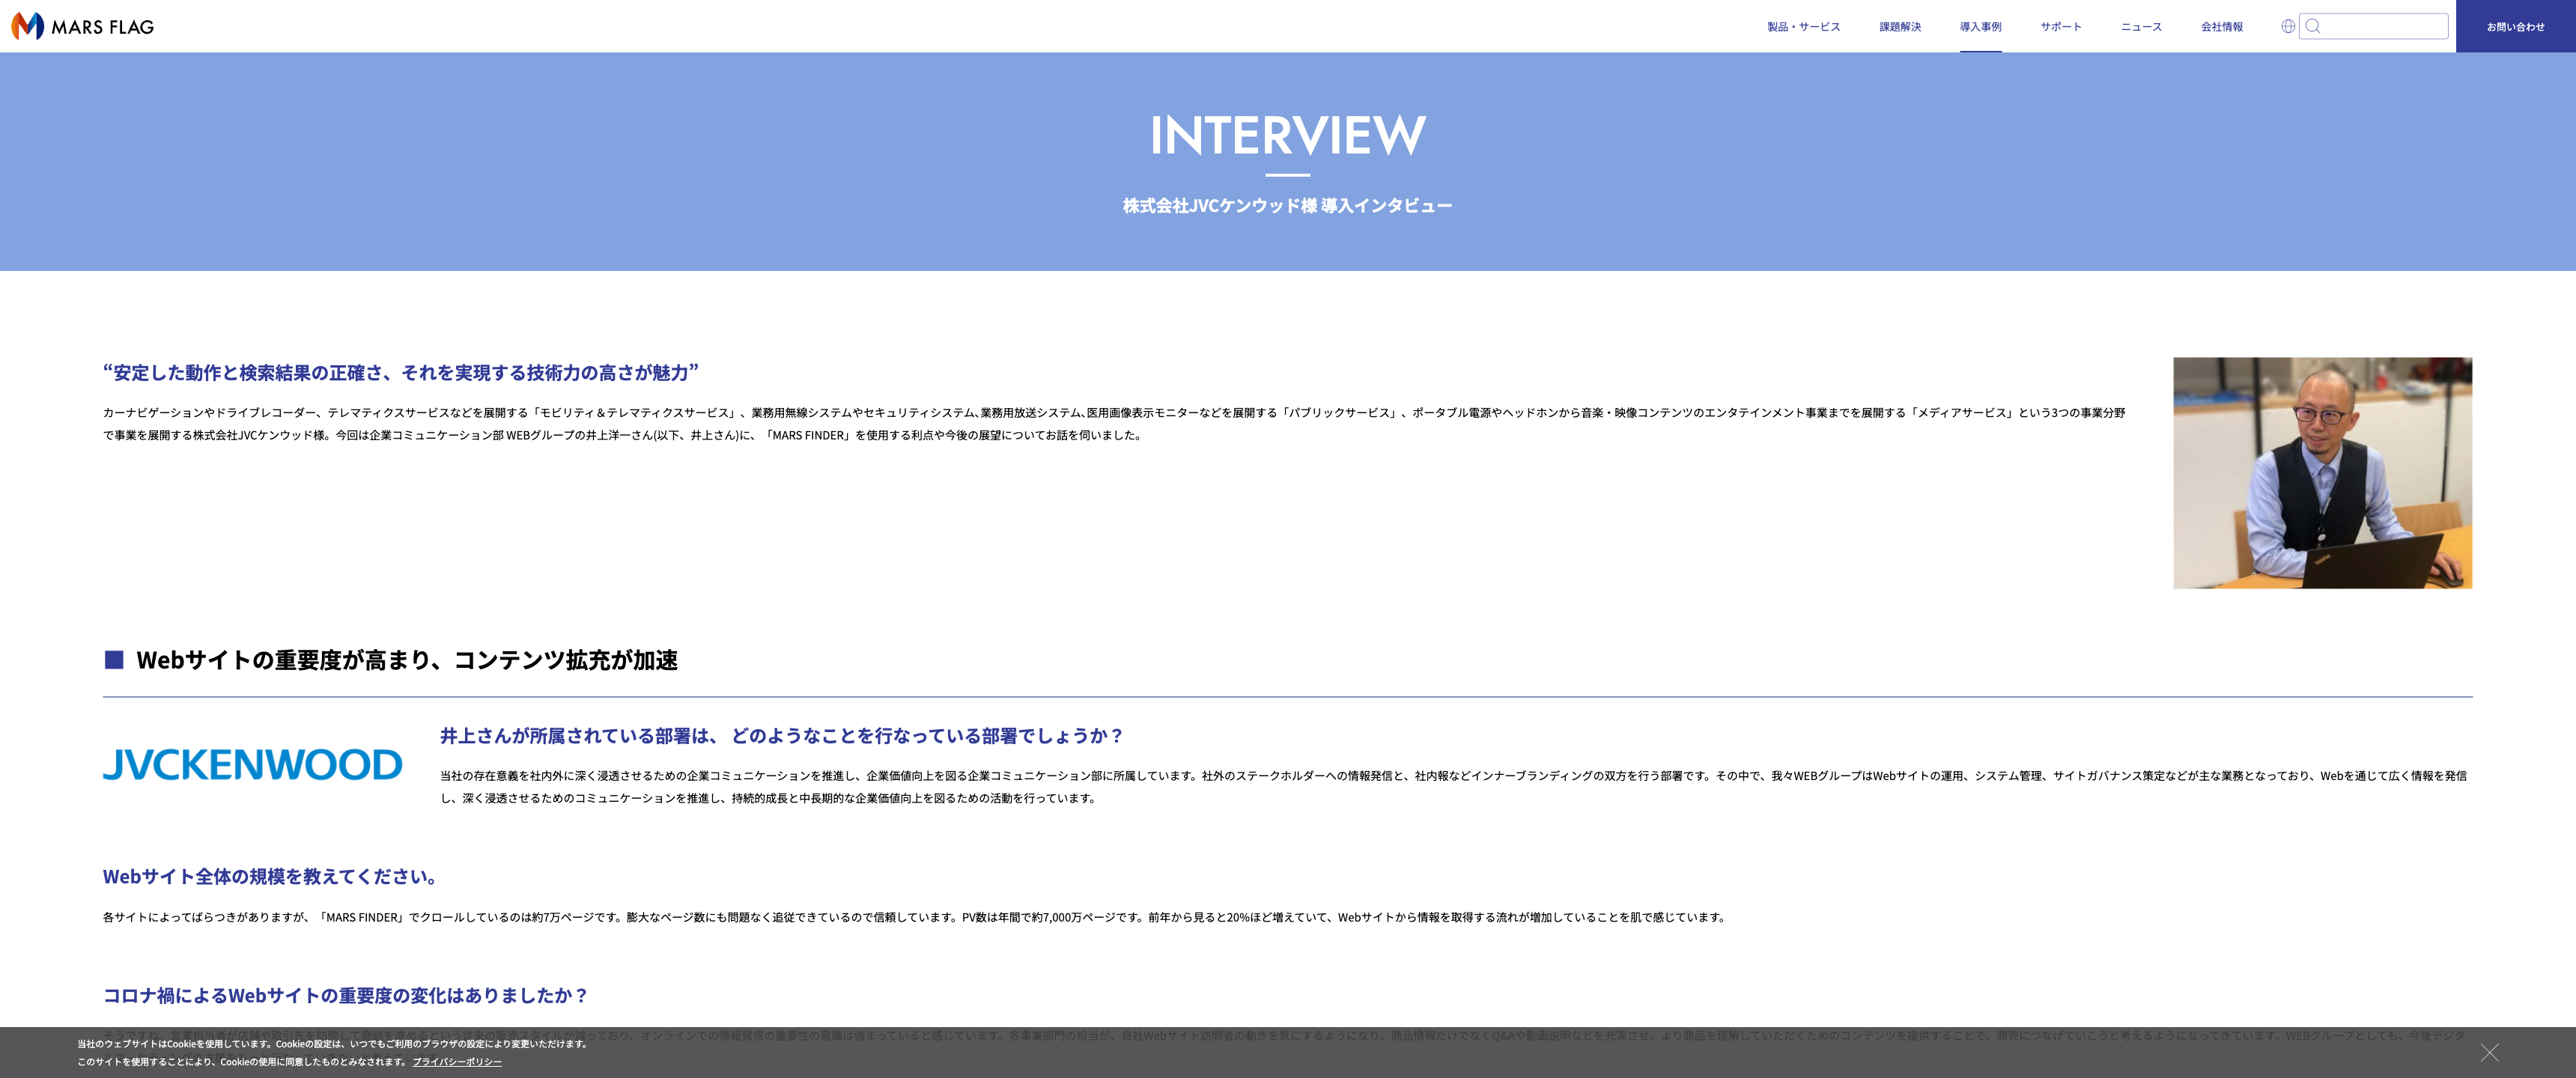 MARS FLAG
製品・サービス
課題解決
導入事例
サポート
ニュース
会社情報
お問い合わせ
INTERVIEW
株式会社JVCケンウッド様 導入インタビュー
“安定した動作と検索結果の正確さ、それを実現する技術力の高さが魅力”
カーナビゲーションやドライブレコーダー、テレマティクスサービスなどを展開する「モビリティ＆テレマティクスサービス」、業務用無線システムやセキュリティシステム､業務用放送システム､医用画像表示モニターなどを展開する「パブリックサービス」、ポータブル電源やヘッドホンから音楽・映像コンテンツのエンタテインメント事業までを展開する「メディアサービス」という3つの事業分野
で事業を展開する株式会社JVCケンウッド様。今回は企業コミュニケーション部 WEBグループの井上洋一さん(以下、井上さん)に、「MARS FINDER」を使用する利点や今後の展望についてお話を伺いました。
■ Webサイトの重要度が高まり、コンテンツ拡充が加速
JVCKENWOOD
井上さんが所属されている部署は、 どのようなことを行なっている部署でしょうか？
当社の存在意義を社内外に深く浸透させるための企業コミュニケーションを推進し、企業価値向上を図る企業コミュニケーション部に所属しています。社外のステークホルダーへの情報発信と、社内報などインナーブランディングの双方を行う部署です。その中で、我々WEBグループはWebサイトの運用、システム管理、サイトガバナンス策定などが主な業務となっており、Webを通じて広く情報を発信
し、深く浸透させるためのコミュニケーションを推進し、持続的成長と中長期的な企業価値向上を図るための活動を行っています。
Webサイト全体の規模を教えてください。
各サイトによってばらつきがありますが、「MARS FINDER」でクロールしているのは約7万ページです。膨大なページ数にも問題なく追従できているので信頼しています。PV数は年間で約7,000万ページです。前年から見ると20%ほど増えていて、Webサイトから情報を取得する流れが増加していることを肌で感じています。
コロナ禍によるWebサイトの重要度の変化はありましたか？
そうですね。営業担当者が店舗や取引先を訪問して商談を進めるという従来の販売スタイルが減っており、オンラインでの情報発信の重要性の意識は強まっていると感じています。各事業部門の担当が、自社Webサイト訪問者の動きを気にするようになり、商品情報だけでなくQ&Aや動画説明などを充実させ、より商品を理解していただくためのコンテンツを提供することで、商売につなげていこうと考えるようになってきています。WEBグループとしても、今後デジタ
当社のウェブサイトはCookieを使用しています。Cookieの設定は、いつでもご利用のブラウザの設定により変更いただけます。
このサイトを使用することにより、Cookieの使用に同意したものとみなされます。 プライバシーポリシー